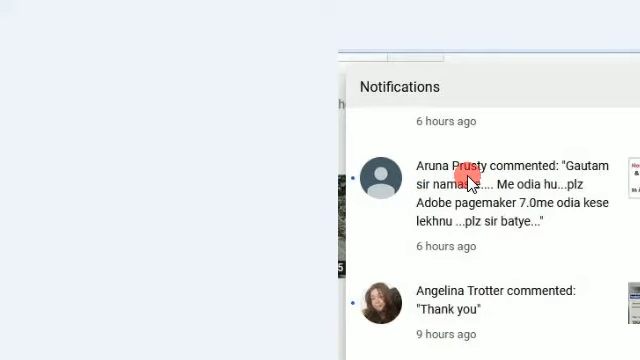 Notifications
6 hours ago
Aruna Prusty commented: "Gautam
sir namaste.... Me odia hu...plz
Adobe pagemaker 7.0me odia kese
lekhnu ...plz sir batye..."
6 hours ago
Angelina Trotter commented:
"Thank you"
9 hours ago